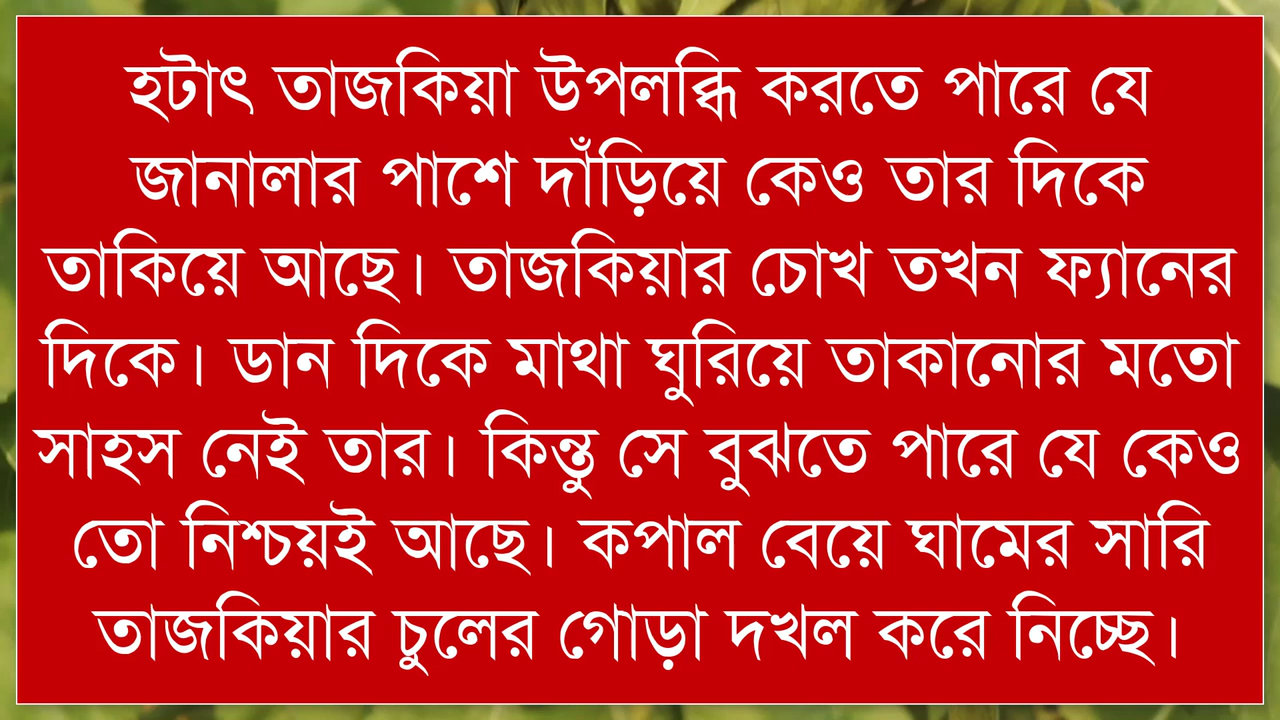 হটাৎ তাজকিয়া উপলব্ধি করতে পারে যে
জানালার পাশে দাঁড়িয়ে কেও তার দিকে
তাকিয়ে আছে। তাজকিয়ার চোখ তখন ফ্যানের
দিকে। ডান দিকে মাথা ঘুরিয়ে তাকানোর মতো
সাহস নেই তার। কিন্তু সে বুঝতে পারে যে কেও
তো নিশ্চয়ই আছে। কপাল বেয়ে ঘামের সারি
তাজকিয়ার চুলের গোড়া দখল করে নিচ্ছে।